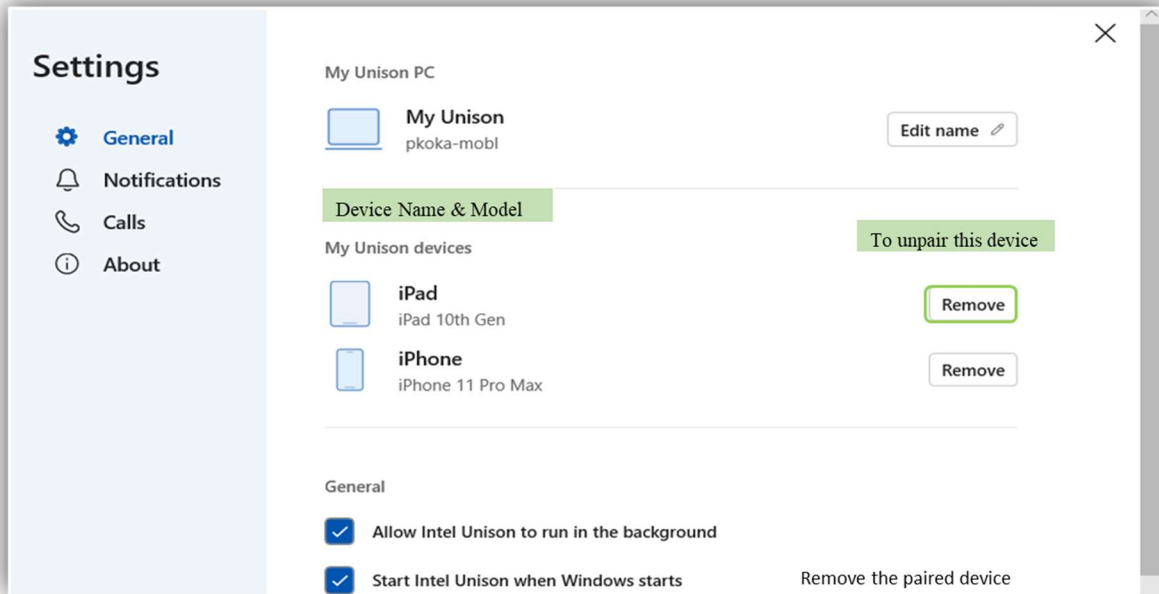 Settings
General
Notifications
Calls
About
My Unison PC
My Unison
pkoka-mobl
Edit name
Device Name & Model
To unpair this device
My Unison devices
iPad
iPad 10th Gen
Remove
iPhone
iPhone 11 Pro Max
Remove
General
Allow Intel Unison to run in the background
Start Intel Unison when Windows starts
Remove the paired device